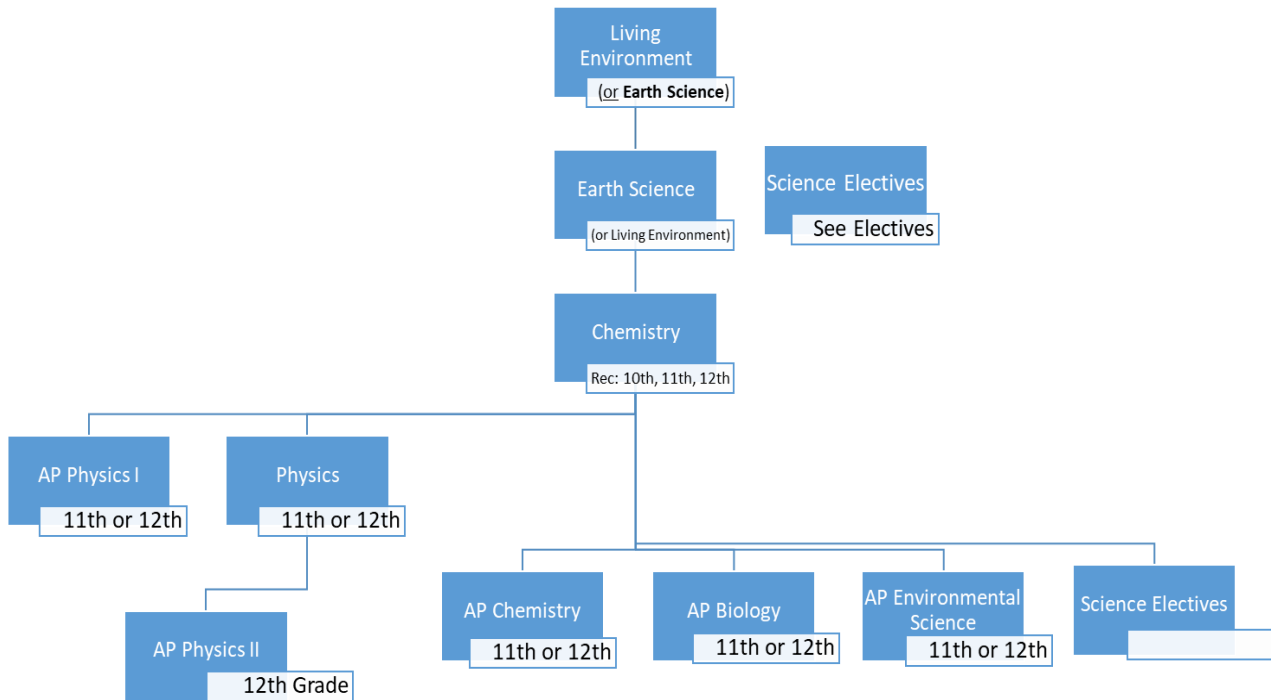 Living
Environment
(or Earth Science)
Earth Science
(or Living Environment)
Science Electives
See Electives
Chemistry
Rec: 10th, 11th, 12th
AP Physics I
11th or 12th
Physics
11th or 12th
AP Physics II
12th Grade
AP Chemistry
11th or 12th
AP Biology
11th or 12th
AP Environmental
Science
11th or 12th
Science Electives